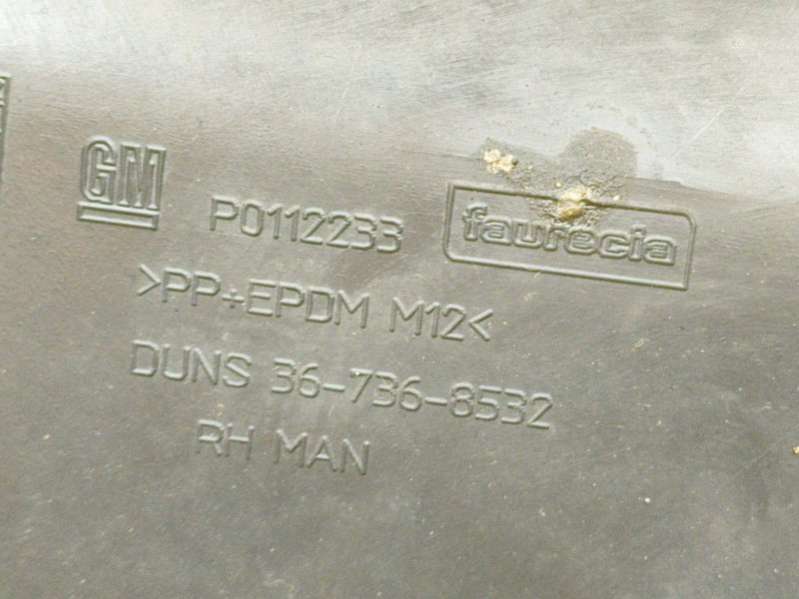 GM
P0112233
faurecia
>PP+EPDM M12<
DUNS 36-736-8532
RH MAN